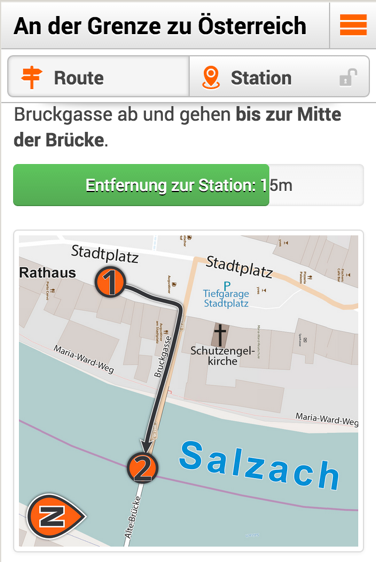 An der Grenze zu Österreich
Route
Station
Bruckgasse ab und gehen bis zur Mitte
der Brücke.
Entfernung zur Station: 15m
Stadtplatz
Stadtplatz
Rathaus
1
P
Tiefgarage
Stadtplatz
Bruckgasse
Schutzengel-
kirche
Maria-Ward-Weg
Maria-Ward-Weg
2
Salzach
Alte Brücke
N